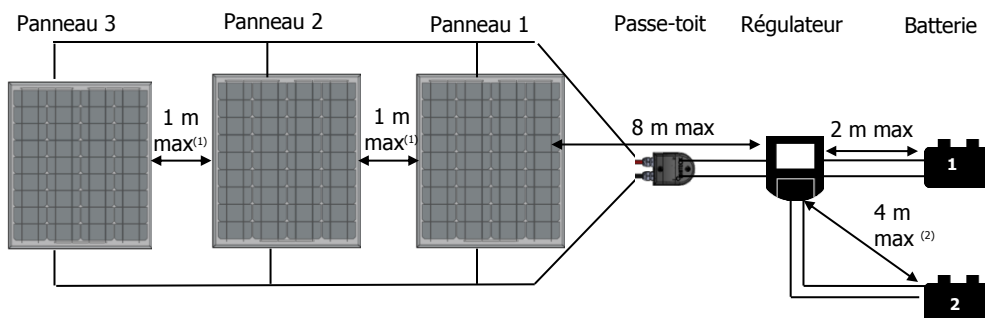 Panneau 3
Panneau 2
Panneau 1
Passe-toit
Régulateur
Batterie
1 m
max(1)
1 m
max(1)
8 m max
2 m max
1
4 m
max (2)
2